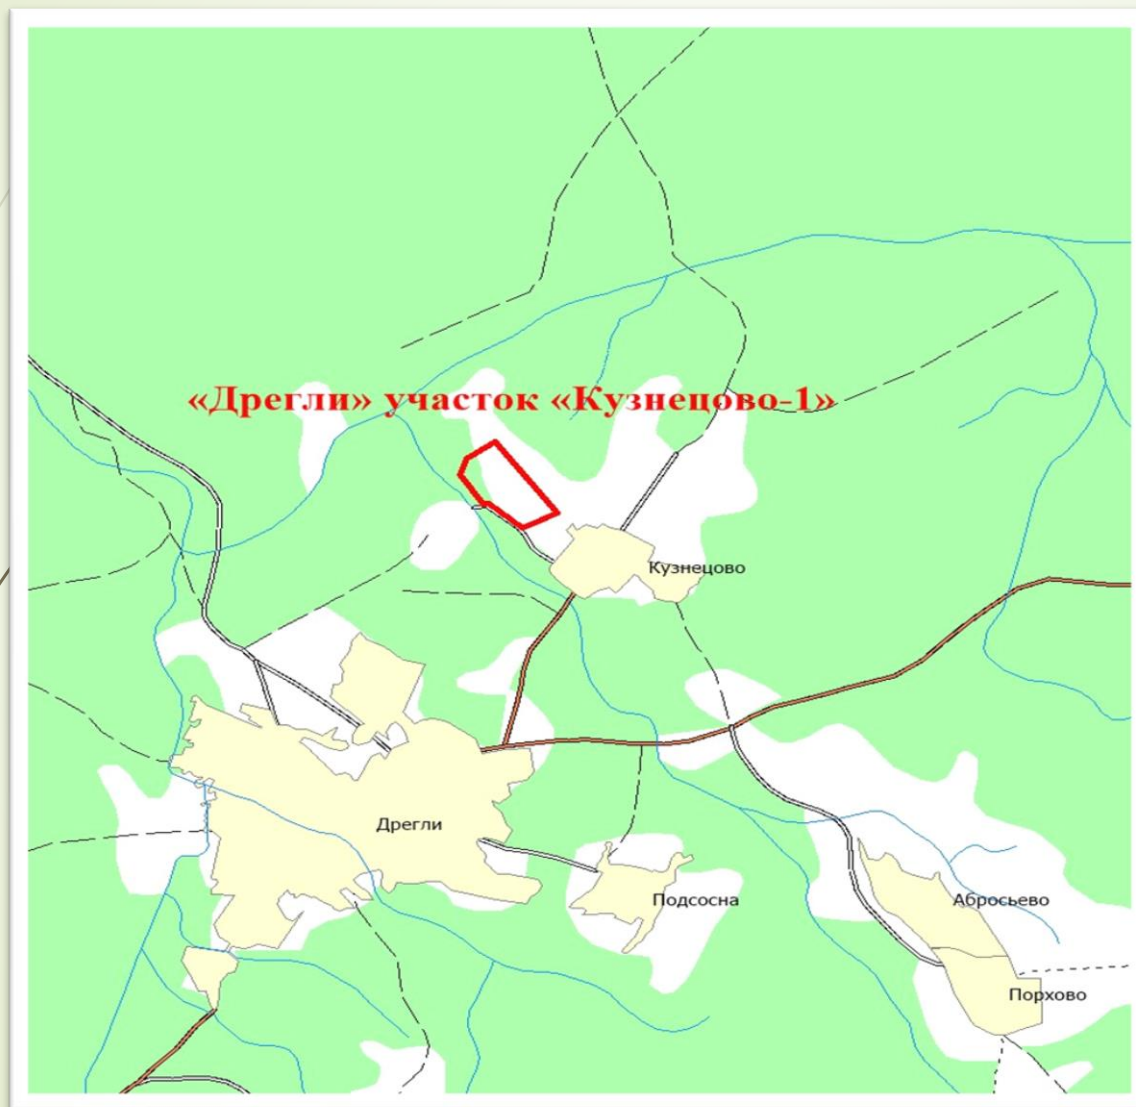 «Дрегли» участок «Кузнецово-1»
Кузнецово
Дрегли
Подсосна
Абросьево
Порхово